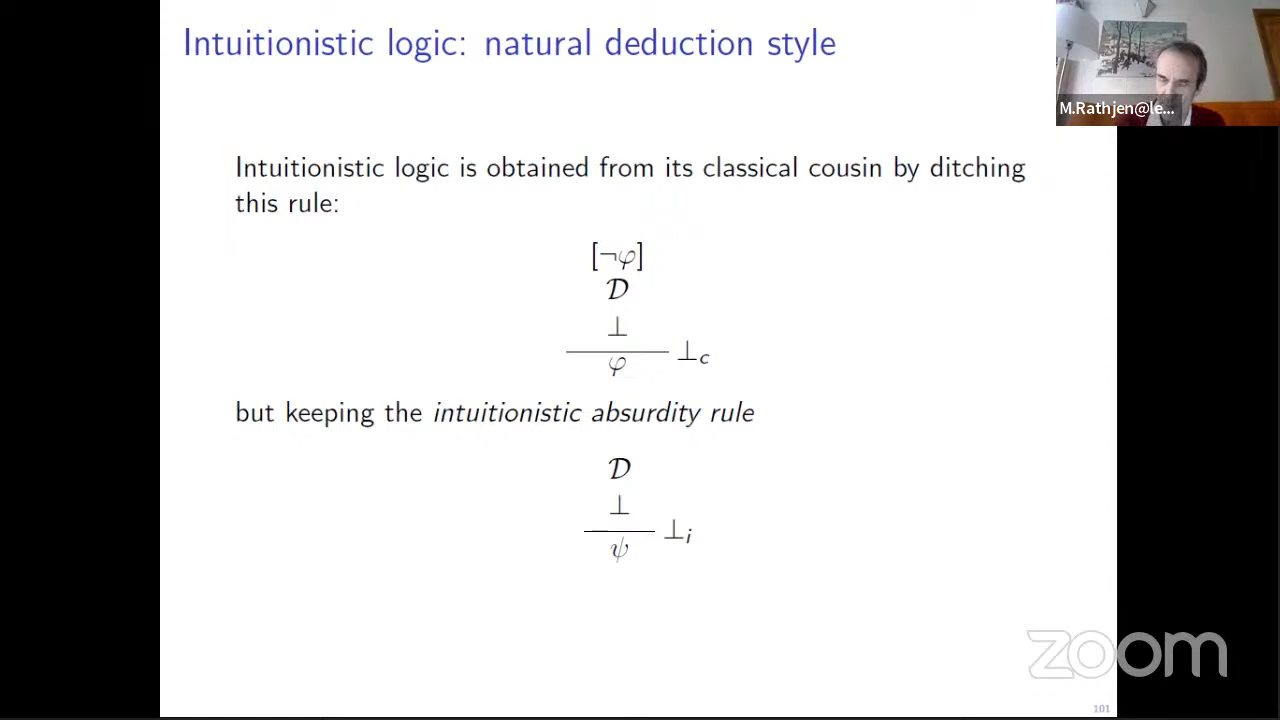 Intuitionistic logic: natural deduction style
M.Rathjen@le...
Intuitionistic logic is obtained from its classical cousin by ditching
this rule:
[¬φ]
𝒟
⊥
φ ⊥c
but keeping the intuitionistic absurdity rule
𝒟
⊥
ψ ⊥i
zoom
101